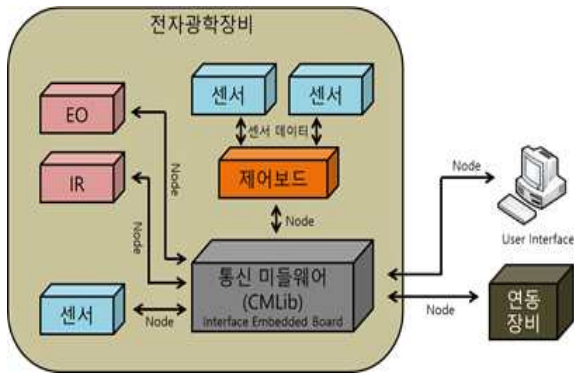 전자광학장비
센서
센서
EO
센서 데이터
Node
IR
제어보드
Node
Node
Node
User Interface
통신 미들웨어
(CMLib)
Interface Embedded Board
센서
Node
Node
연동
장비